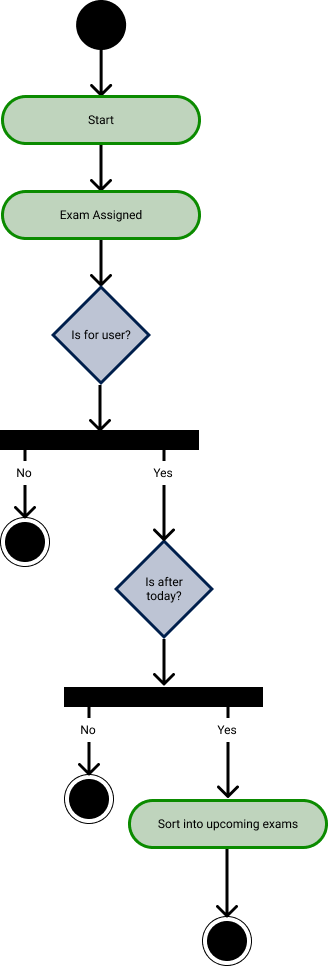 Start
Exam Assigned
Is for user?
No
Yes
Is after
today?
No
Yes
Sort into upcoming exams